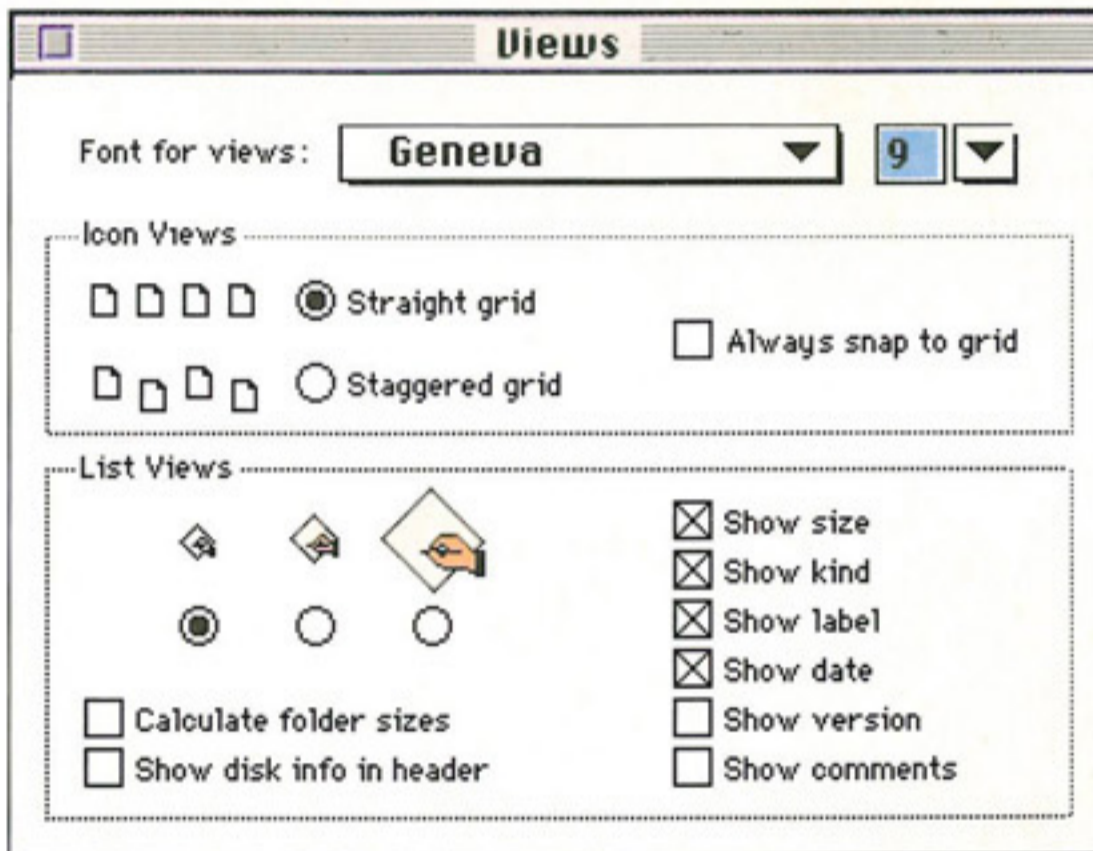 Views
Font for views: Geneva 9
Icon Views
Straight grid
Always snap to grid
Staggered grid
List Views
Show size
Show kind
Show label
Show date
Calculate folder sizes
Show version
Show disk info in header
Show comments